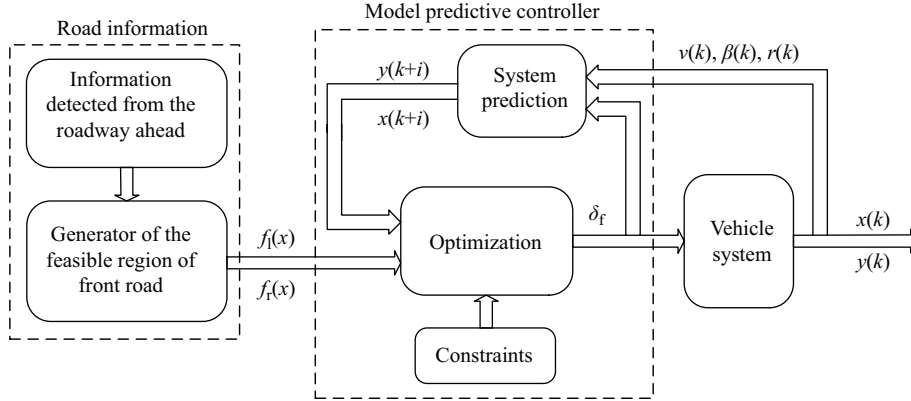 Road information
Information
detected from the
roadway ahead
Generator of the
feasible region of
front road
f_l(x)
f_r(x)
Model predictive controller
y(k+i)
x(k+i)
System
prediction
Optimization
Constraints
δ_f
v(k), β(k), r(k)
Vehicle
system
x(k)
y(k)